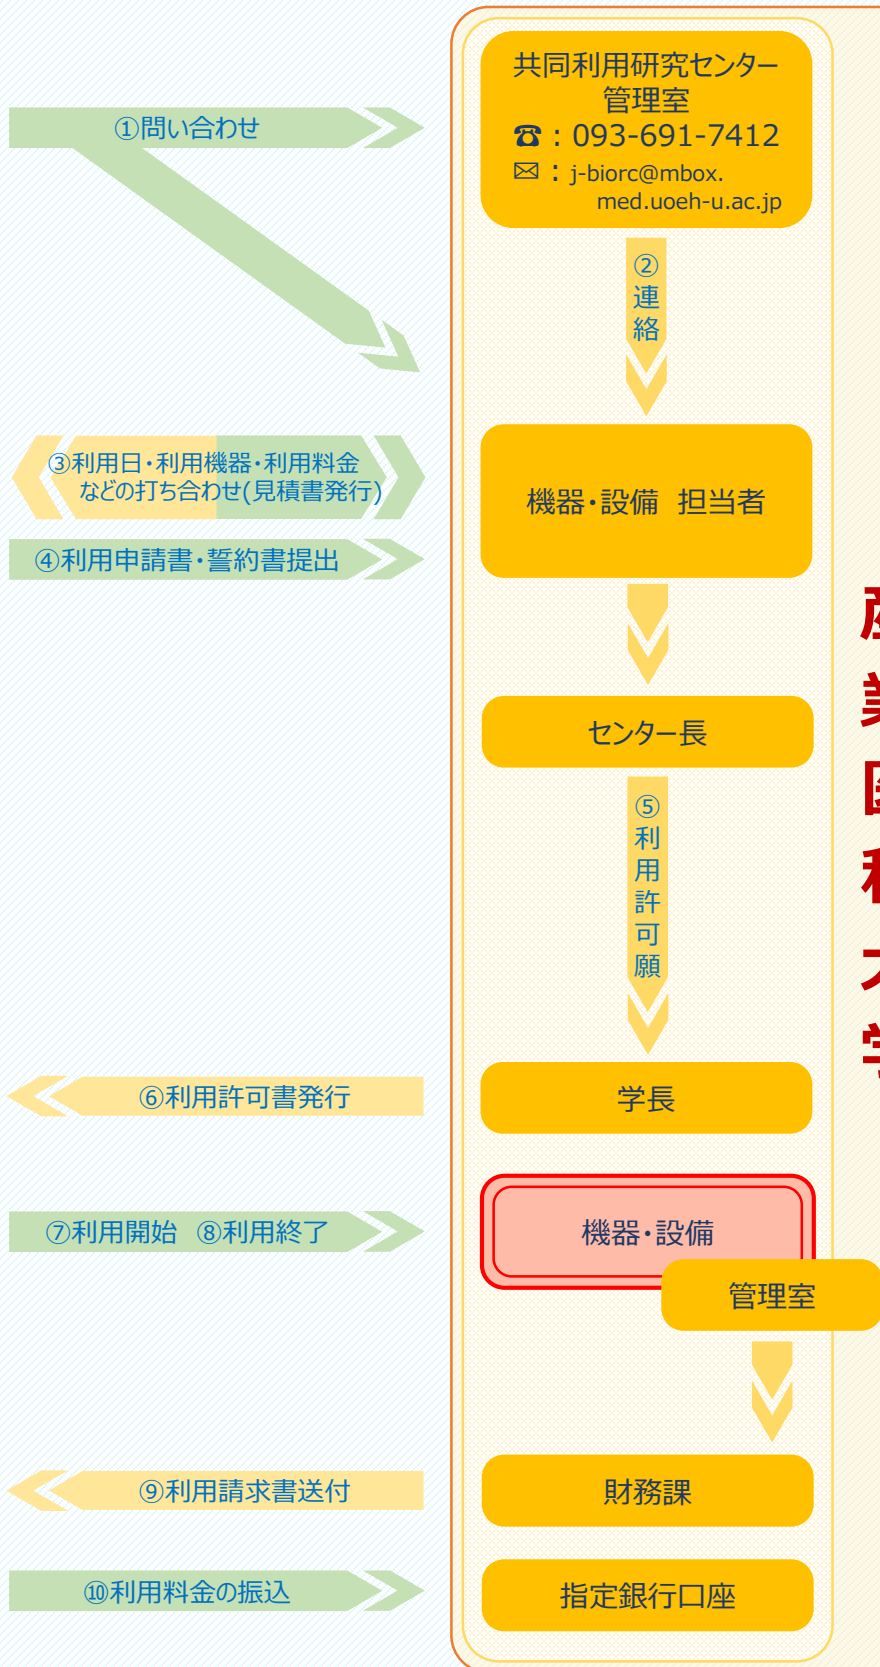 共同利用研究センター
管理室
☎：093-691-7412
✉：j-biorc@mbox.
med.uoeh-u.ac.jp
①問い合わせ
②連絡
③利用日・利用機器・利用料金
などの打ち合わせ(見積書発行)
機器・設備　担当者
④利用申請書・誓約書提出
センター長
⑤利用許可願
⑥利用許可書発行
学長
⑦利用開始　⑧利用終了
機器・設備
管理室
⑨利用請求書送付
財務課
⑩利用料金の振込
指定銀行口座